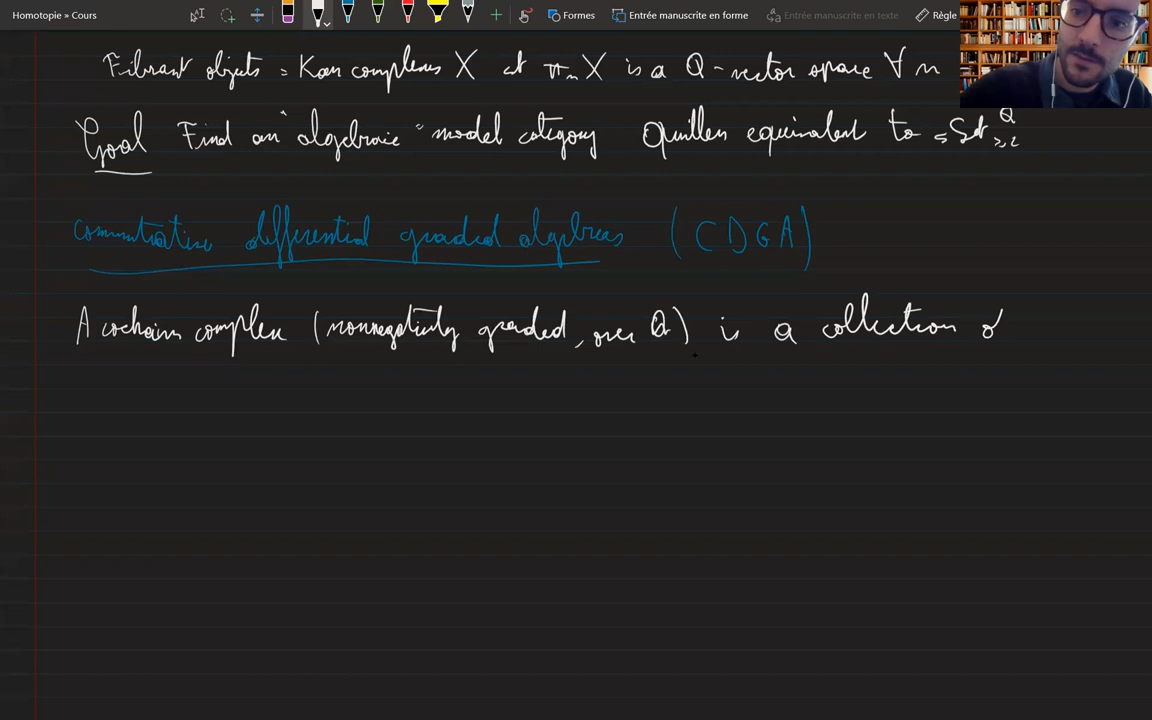 Homotopie » Cours
Formes
Entrée manuscrite en forme
Entrée manuscrite en texte
Règle
Fibrant objects = Kan complexes X st πₙX is a Q-vector space ∀ n
Goal Find an "algebraic" model category Quillen equivalent to sSet^Q_≥2
commutative differential graded algebras (CDGA)
A cochain complex (nonnegatively graded, over Q) is a collection of